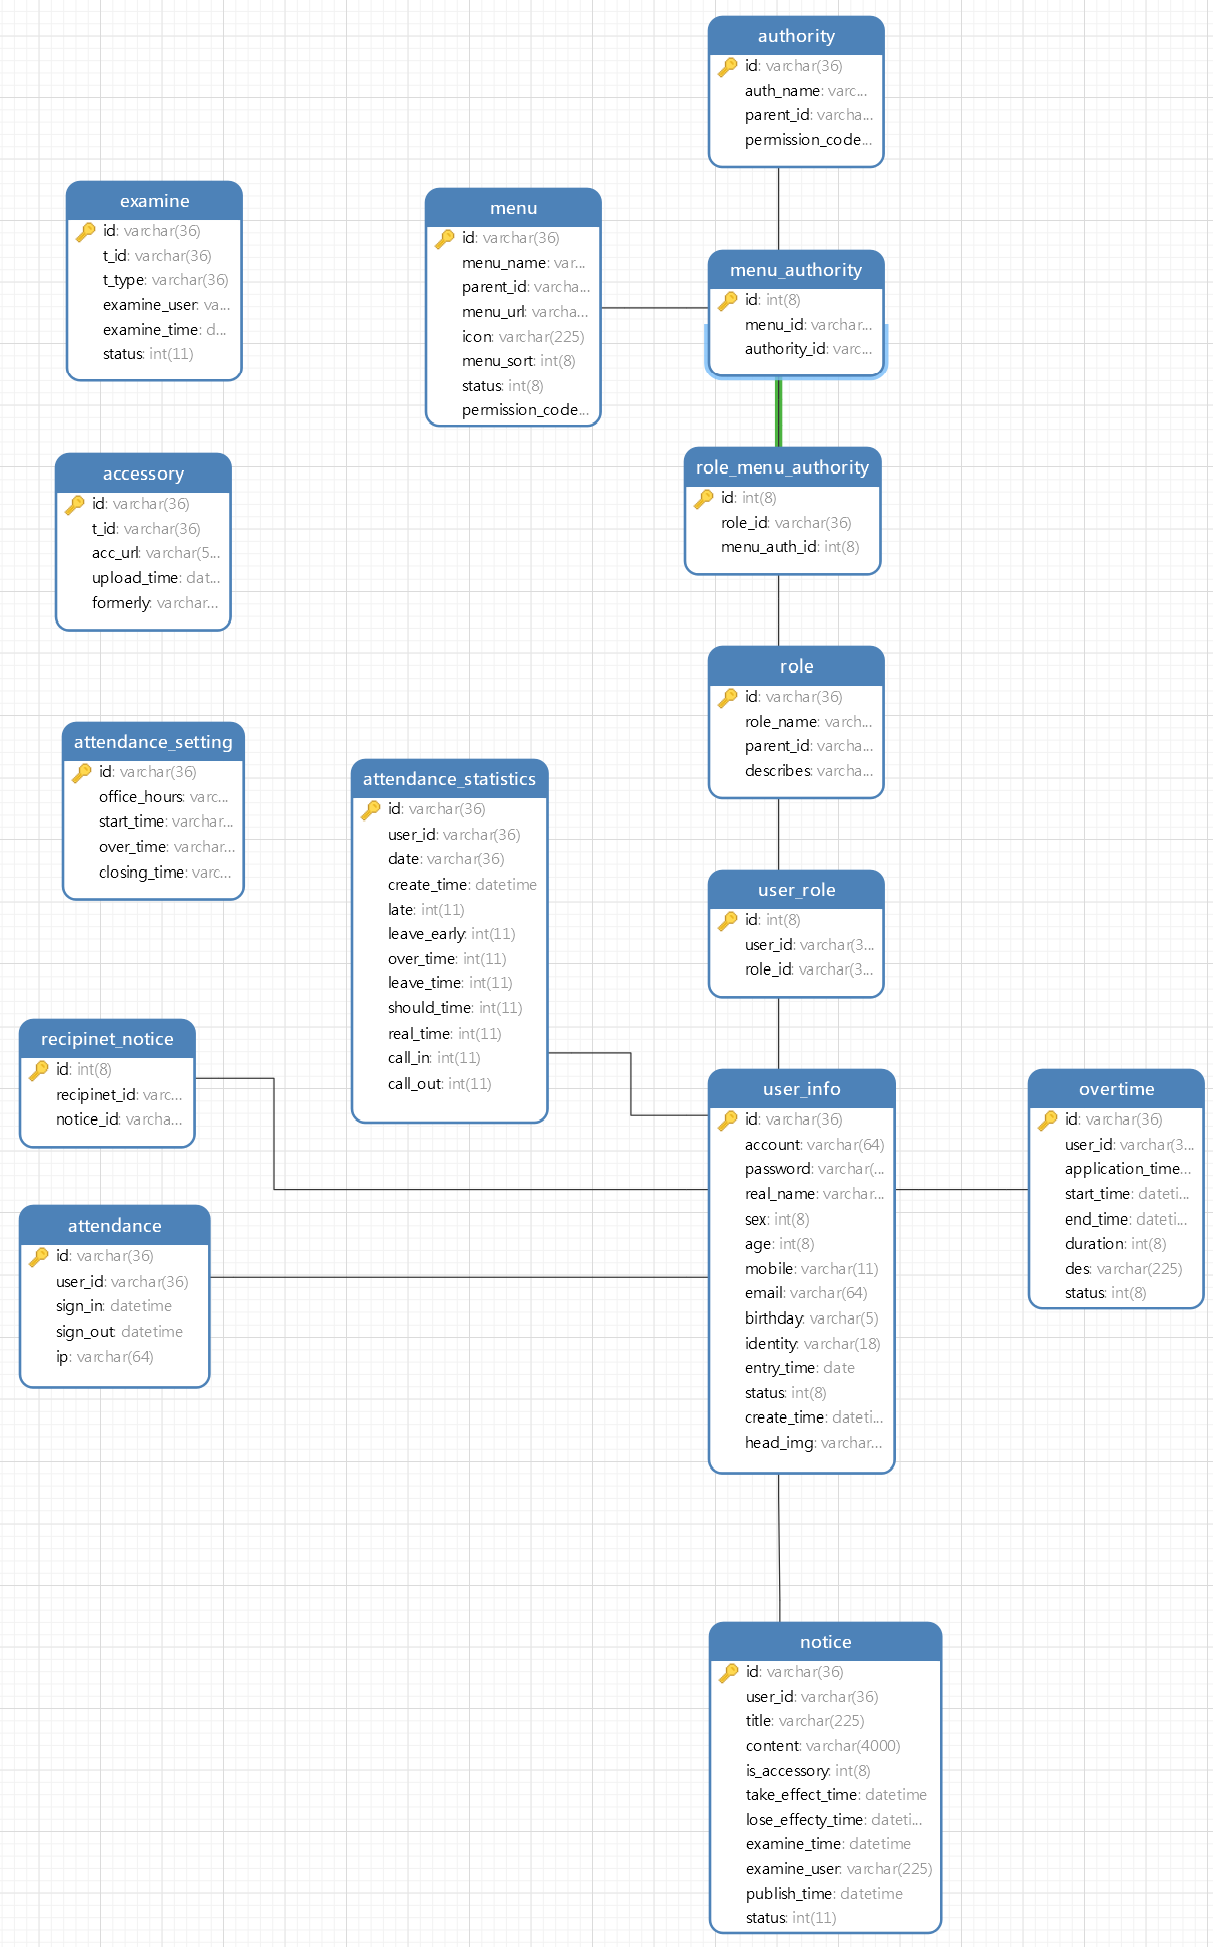 authority
id: varchar(36)
auth_name: varc...
parent_id: varcha...
permission_code...
examine
id: varchar(36)
t_id: varchar(36)
t_type: varchar(36)
examine_user: va...
examine_time: d...
status: int(11)
menu
id: varchar(36)
menu_name: var...
parent_id: varcha...
menu_url: varcha...
icon: varchar(225)
menu_sort: int(8)
status: int(8)
permission_code...
menu_authority
id: int(8)
menu_id: varchar...
authority_id: varc...
accessory
id: varchar(36)
t_id: varchar(36)
acc_url: varchar(5...
upload_time: dat...
formerly: varchar...
role_menu_authority
id: int(8)
role_id: varchar(36)
menu_auth_id: int(8)
role
id: varchar(36)
role_name: varch...
parent_id: varcha...
describes: varcha...
attendance_setting
id: varchar(36)
office_hours: varc...
start_time: varchar...
over_time: varchar...
closing_time: varc...
attendance_statistics
id: varchar(36)
user_id: varchar(36)
date: varchar(36)
create_time: datetime
late: int(11)
leave_early: int(11)
over_time: int(11)
leave_time: int(11)
should_time: int(11)
real_time: int(11)
call_in: int(11)
call_out: int(11)
user_role
id: int(8)
user_id: varchar(3...
role_id: varchar(3...
recipinet_notice
id: int(8)
recipinet_id: varc...
notice_id: varcha...
user_info
id: varchar(36)
account: varchar(64)
password: varchar(...
real_name: varchar...
sex: int(8)
age: int(8)
mobile: varchar(11)
email: varchar(64)
birthday: varchar(5)
identity: varchar(18)
entry_time: date
status: int(8)
create_time: dateti...
head_img: varchar...
overtime
id: varchar(36)
user_id: varchar(3...
application_time...
start_time: dateti...
end_time: dateti...
duration: int(8)
des: varchar(225)
status: int(8)
attendance
id: varchar(36)
user_id: varchar(36)
sign_in: datetime
sign_out: datetime
ip: varchar(64)
notice
id: varchar(36)
user_id: varchar(36)
title: varchar(225)
content: varchar(4000)
is_accessory: int(8)
take_effect_time: datetime
lose_effecty_time: dateti...
examine_time: datetime
examine_user: varchar(225)
publish_time: datetime
status: int(11)